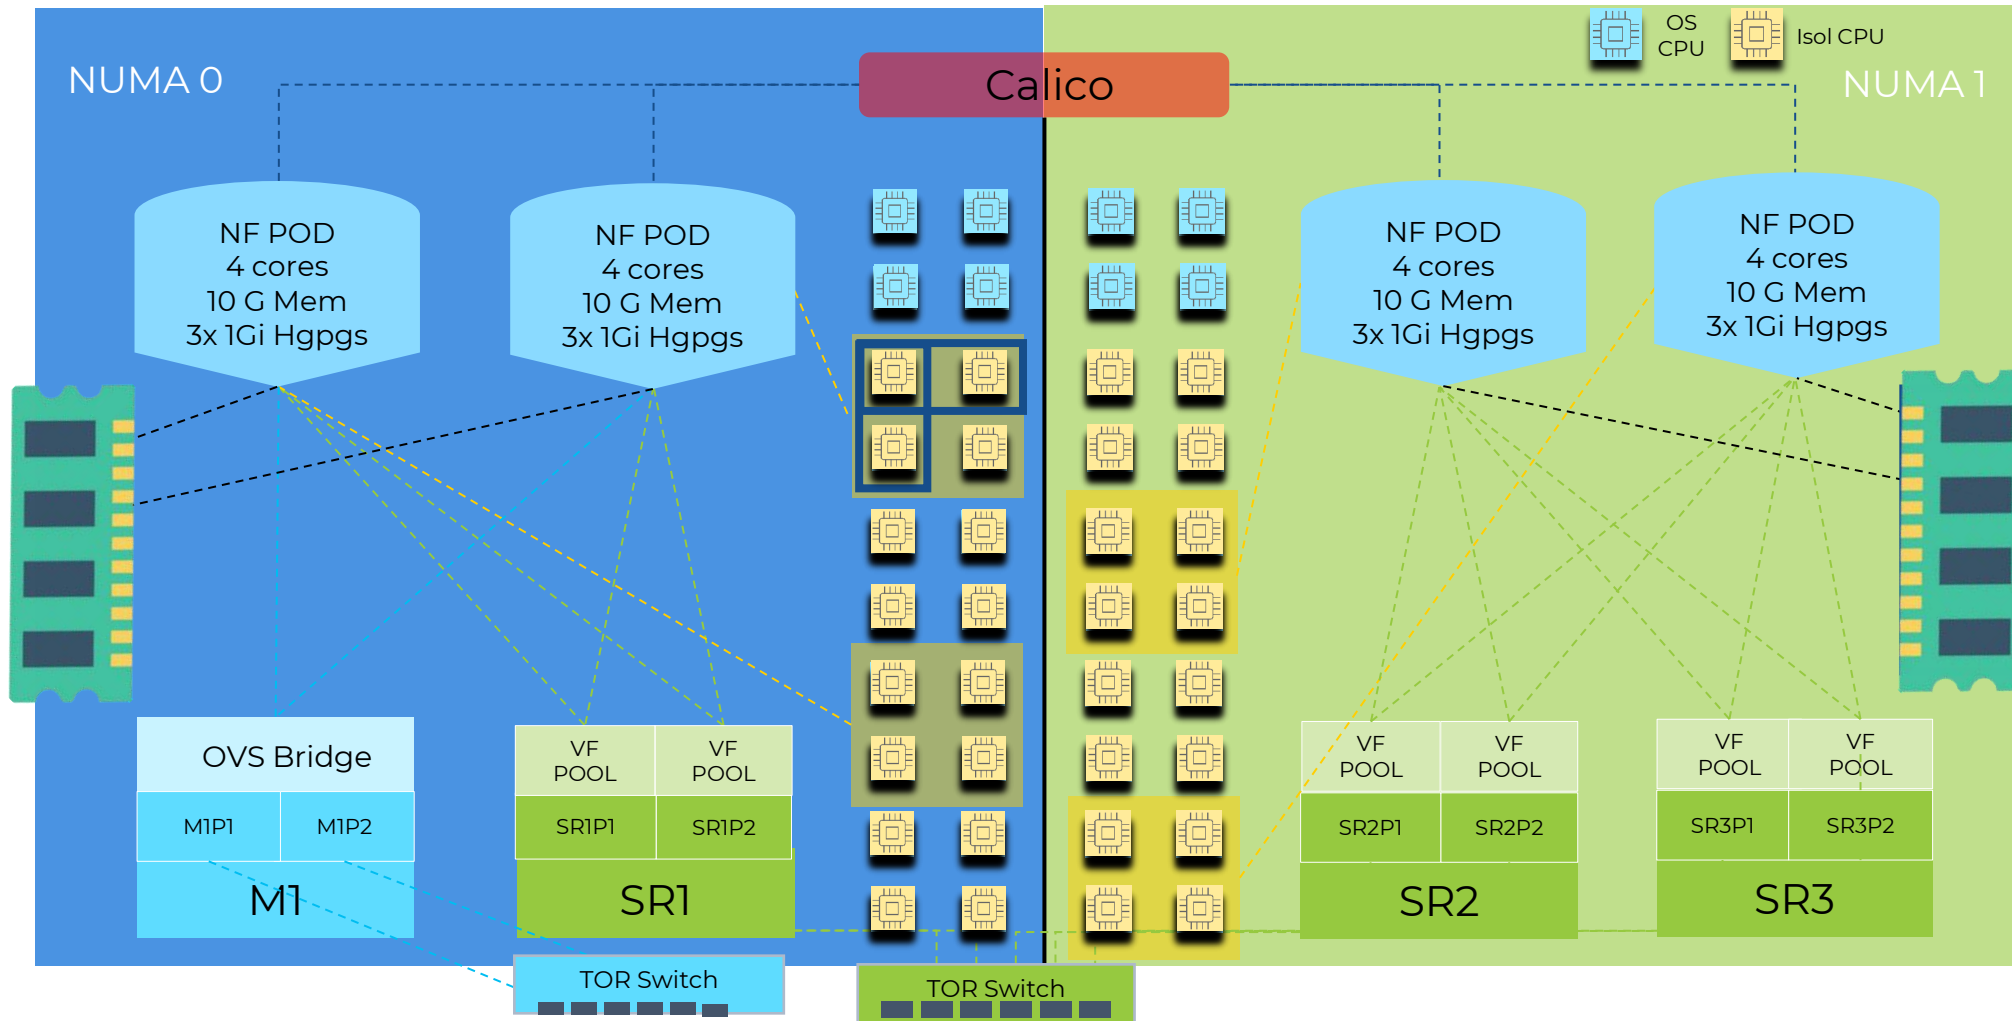 OS
CPU
Isol CPU
NUMA 0
Calico
NUMA 1
NF POD
4 cores
10 G Mem
3x 1Gi Hgpgs
NF POD
4 cores
10 G Mem
3x 1Gi Hgpgs
NF POD
4 cores
10 G Mem
3x 1Gi Hgpgs
NF POD
4 cores
10 G Mem
3x 1Gi Hgpgs
OVS Bridge
M1P1
M1P2
M1
VF
POOL
VF
POOL
SR1P1
SR1P2
SR1
VF
POOL
VF
POOL
SR2P1
SR2P2
SR2
VF
POOL
VF
POOL
SR3P1
SR3P2
SR3
TOR Switch
TOR Switch